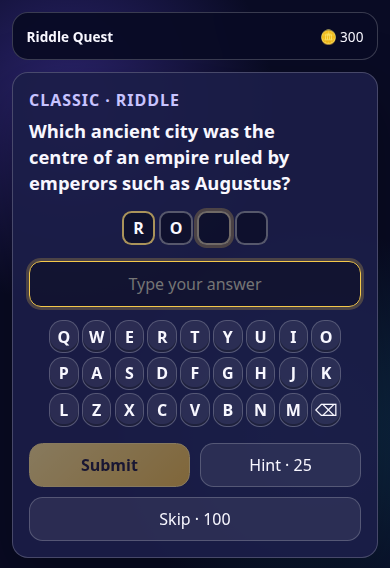 Riddle Quest
🪙 300
CLASSIC · RIDDLE
Which ancient city was the
centre of an empire ruled by
emperors such as Augustus?
R O
Type your answer
Q W E R T Y U I O
P A S D F G H J K
L Z X C V B N M ⌫
Submit
Hint · 25
Skip · 100